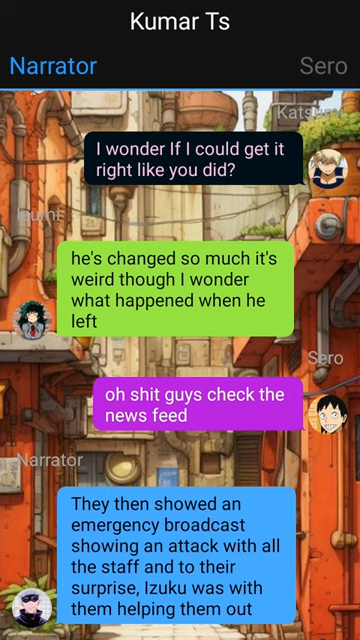 Kumar Ts
Narrator
Sero
Katsumi
I wonder If I could get it
right like you did?
Izumi
he's changed so much it's
weird though I wonder
what happened when he
left
Sero
oh shit guys check the
news feed
Narrator
They then showed an
emergency broadcast
showing an attack with all
the staff and to their
surprise, Izuku was with
them helping them out